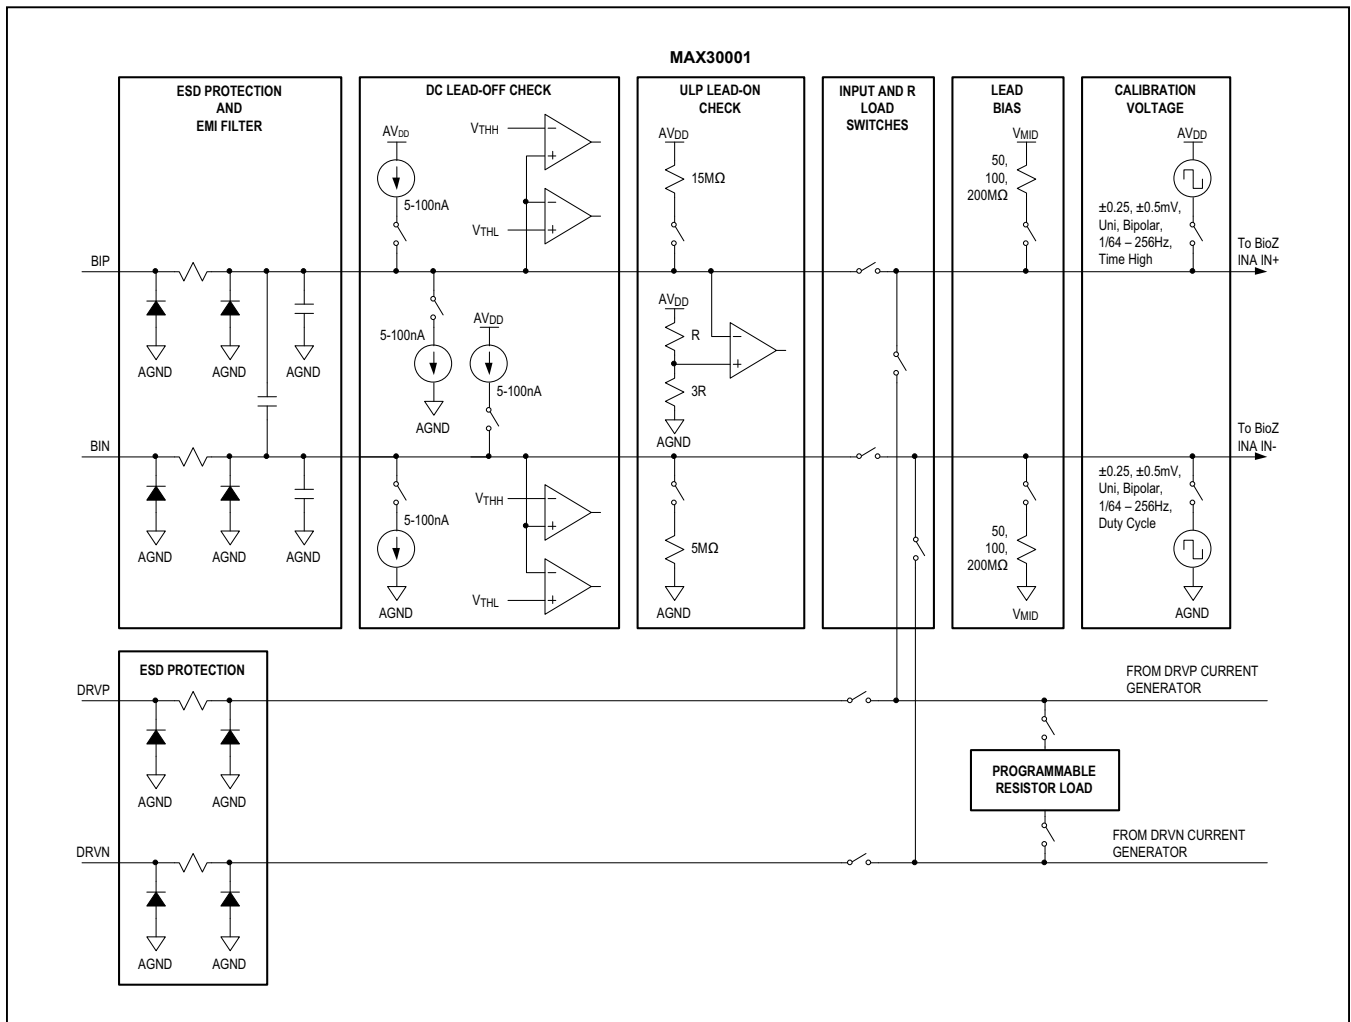 MAX30001
ESD PROTECTION
AND
EMI FILTER
DC LEAD-OFF CHECK
ULP LEAD-ON
CHECK
INPUT AND R
LOAD
SWITCHES
LEAD
BIAS
CALIBRATION
VOLTAGE
AVDD
5-100nA
VTHH
VTHL
AVDD
15MΩ
VMID
50,
100,
200MΩ
AVDD
±0.25, ±0.5mV,
Uni, Bipolar,
1/64 – 256Hz,
Time High
BIP
To BioZ
INA IN+
AGND
AGND
AGND
5-100nA
AGND
AVDD
5-100nA
AVDD
R
3R
AGND
BIN
To BioZ
INA IN-
AGND
AGND
AGND
5-100nA
AGND
VTHH
VTHL
5MΩ
AGND
50,
100,
200MΩ
VMID
±0.25, ±0.5mV,
Uni, Bipolar,
1/64 – 256Hz,
Duty Cycle
AGND
ESD PROTECTION
DRVP
AGND
AGND
FROM DRVP CURRENT
GENERATOR
PROGRAMMABLE
RESISTOR LOAD
DRVN
AGND
AGND
FROM DRVN CURRENT
GENERATOR